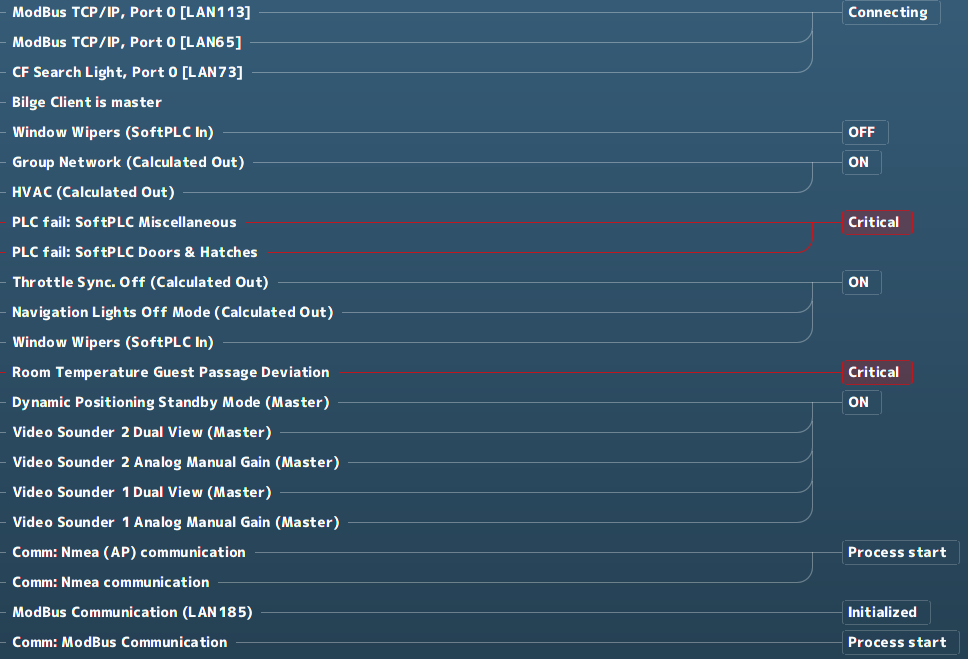 ModBus TCP/IP, Port 0 [LAN113] Connecting
ModBus TCP/IP, Port 0 [LAN65]
CF Search Light, Port 0 [LAN73]
Bilge Client is master
Window Wipers (SoftPLC In) OFF
Group Network (Calculated Out) ON
HVAC (Calculated Out)
PLC fail: SoftPLC Miscellaneous Critical
PLC fail: SoftPLC Doors & Hatches
Throttle Sync. Off (Calculated Out) ON
Navigation Lights Off Mode (Calculated Out)
Window Wipers (SoftPLC In)
Room Temperature Guest Passage Deviation Critical
Dynamic Positioning Standby Mode (Master) ON
Video Sounder 2 Dual View (Master)
Video Sounder 2 Analog Manual Gain (Master)
Video Sounder 1 Dual View (Master)
Video Sounder 1 Analog Manual Gain (Master)
Comm: Nmea (AP) communication Process start
Comm: Nmea communication
ModBus Communication (LAN185) Initialized
Comm: ModBus Communication Process start